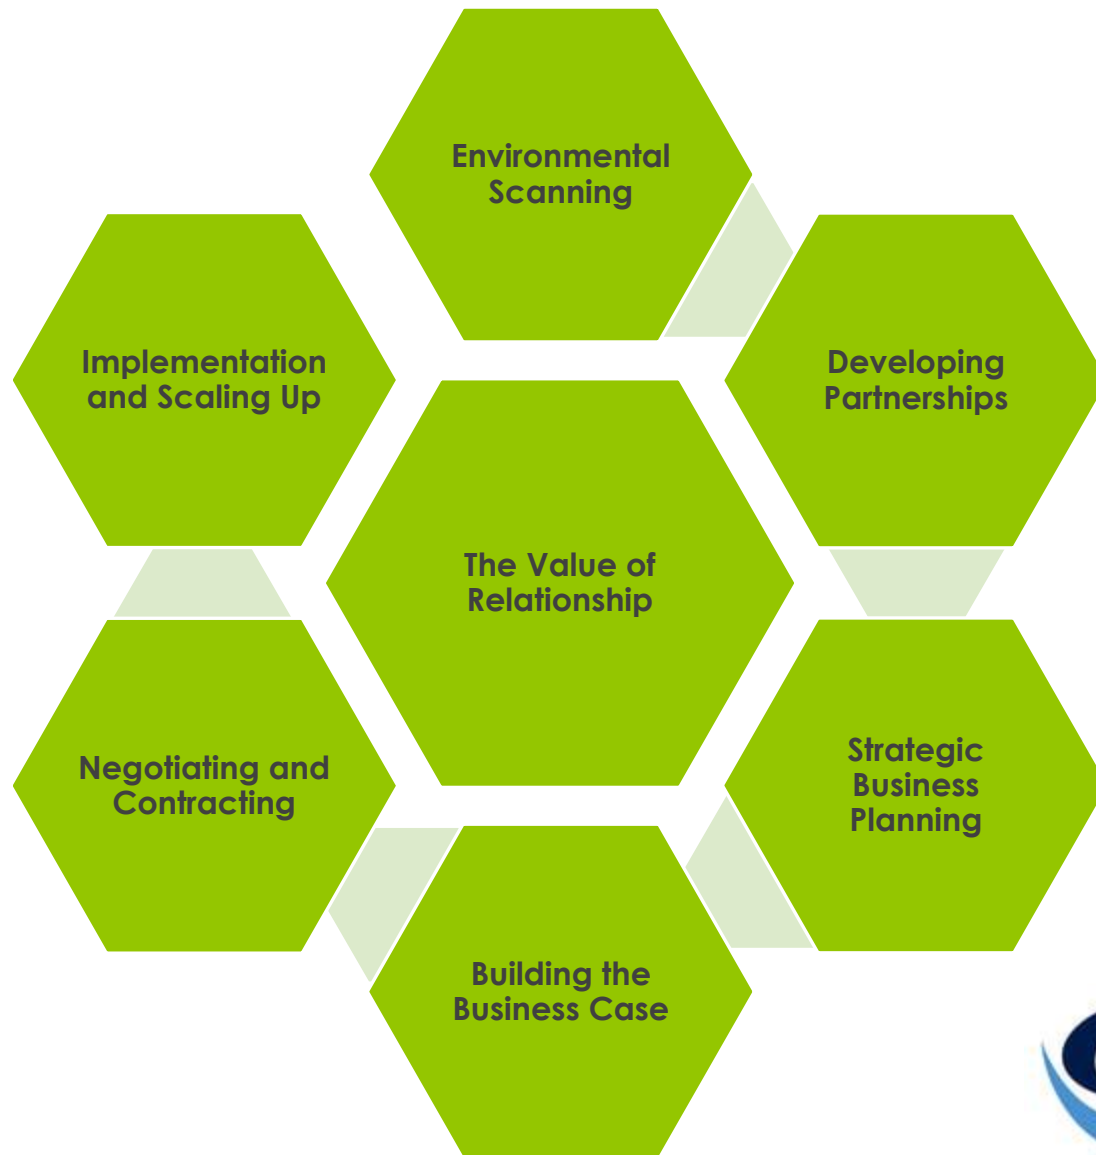 Environmental
Scanning
Developing
Partnerships
Strategic
Business
Planning
Building the
Business Case
Negotiating and
Contracting
Implementation
and Scaling Up
The Value of
Relationship